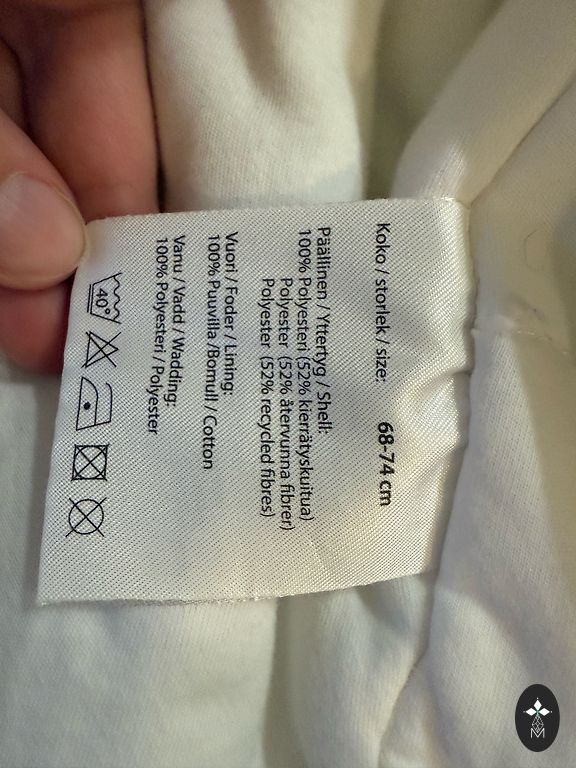 Koko / storlek / size: 68-74 cm
Päällinen / Yttertyg / Shell:
100% Polyesteri (52% kierrätyskuitua)
Polyester (52% återvunna fibrer)
Polyester (52% recycled fibres)
Vuori / Foder / Lining:
100% Puuvilla / Bomull / Cotton
Vanu / Vadd / Wadding:
100% Polyesteri / Polyester
40°
M